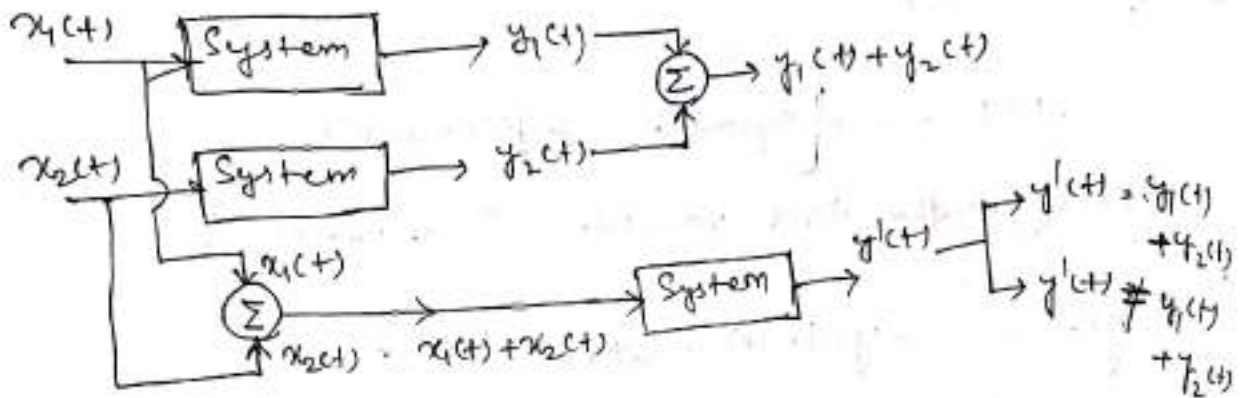 x₁(t) System y₁(t)
Σ y₁(t) + y₂(t)
x₂(t) System y₂(t)
y'(t) y'(t) = y₁(t)
+ y₂(t)
x₁(t) System y'(t) ≠ y₁(t)
+ y₂(t)
Σ
x₂(t) x₁(t) + x₂(t)